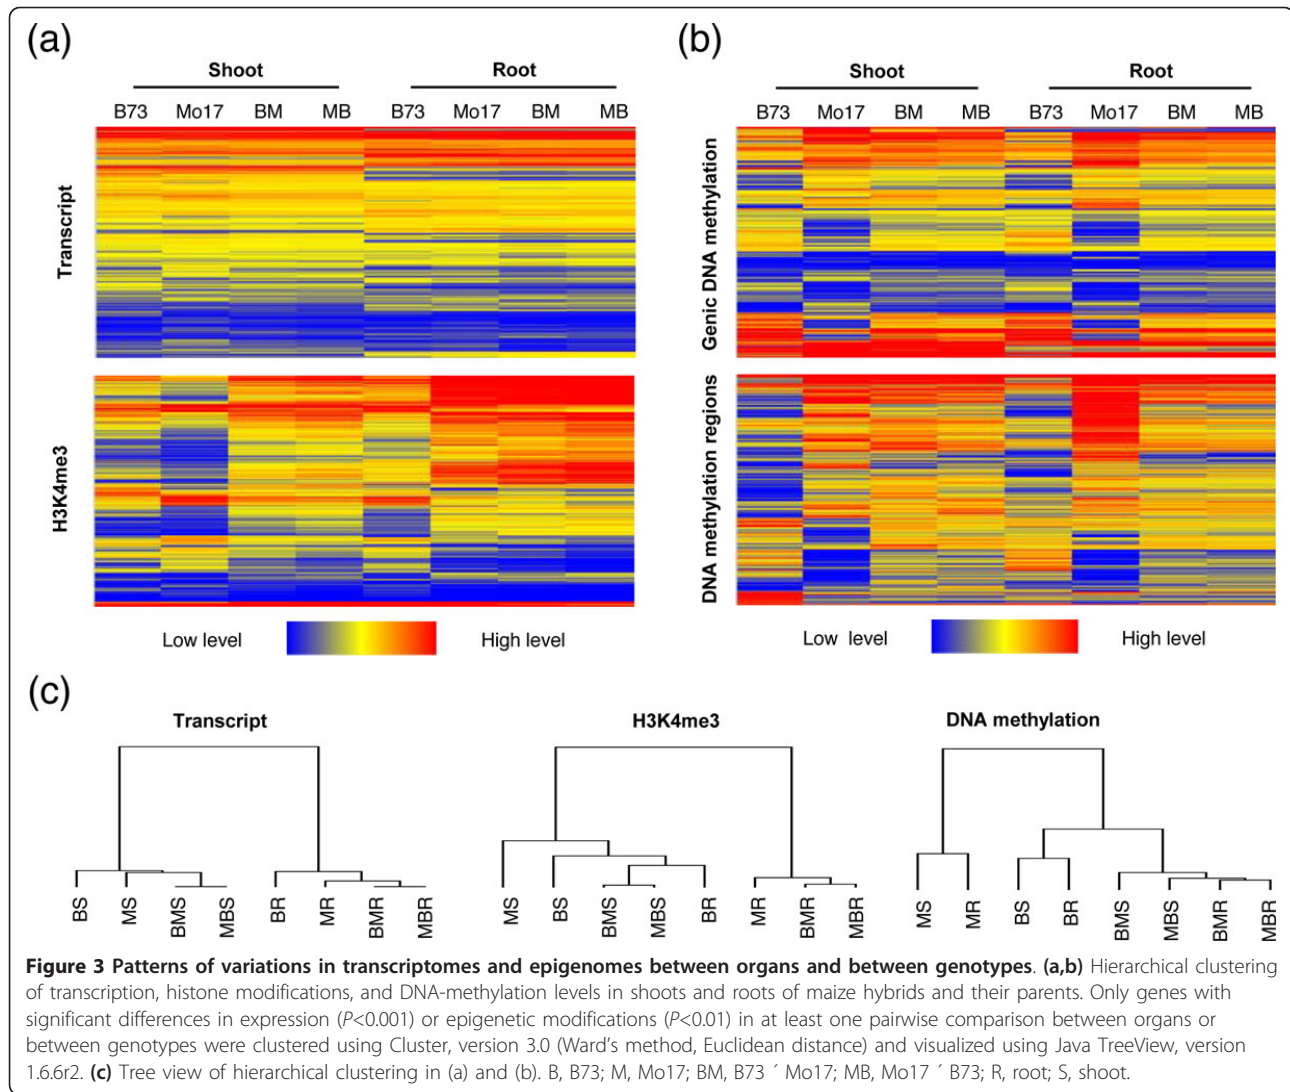 (a)
Shoot Root
B73 Mo17 BM MB B73 Mo17 BM MB
Transcript
H3K4me3
Low level High level
(b)
Shoot Root
B73 Mo17 BM MB B73 Mo17 BM MB
Genic DNA methylation
DNA methylation regions
Low level High level
(c)
Transcript
BS MS BMS MBS BR MR BMR MBR
H3K4me3
MS BS BMS MBS BR MR BMR MBR
DNA methylation
MS MR BS BR BMS MBS BMR MBR
Figure 3 Patterns of variations in transcriptomes and epigenomes between organs and between genotypes. (a,b) Hierarchical clustering
of transcription, histone modifications, and DNA-methylation levels in shoots and roots of maize hybrids and their parents. Only genes with
significant differences in expression (P<0.001) or epigenetic modifications (P<0.01) in at least one pairwise comparison between organs or
between genotypes were clustered using Cluster, version 3.0 (Ward's method, Euclidean distance) and visualized using Java TreeView, version
1.6.6r2. (c) Tree view of hierarchical clustering in (a) and (b). B, B73; M, Mo17; BM, B73 ´ Mo17; MB, Mo17 ´ B73; R, root; S, shoot.